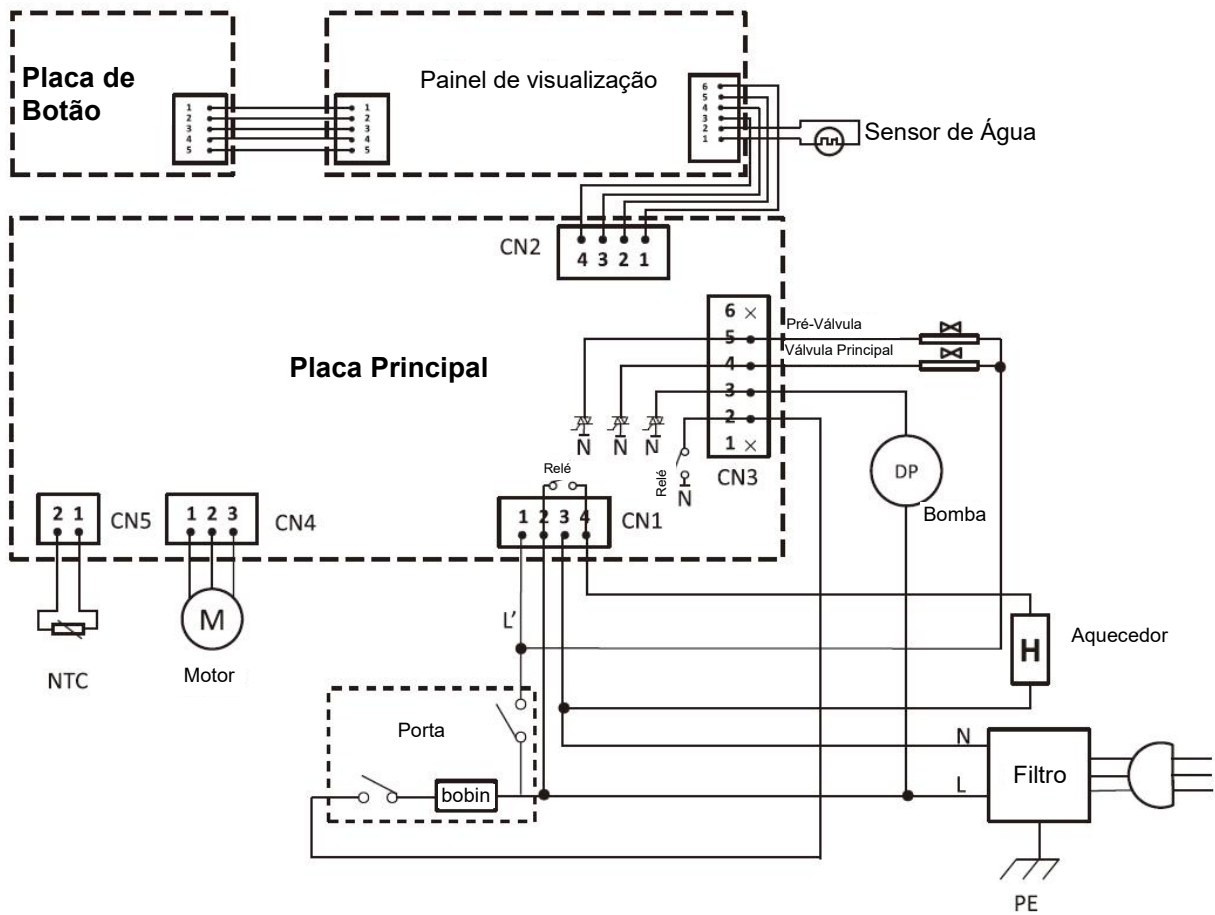 Placa de
Botão
1
2
3
4
5
1
2
3
4
5
Painel de visualização
6
5
4
3
2
1
Sensor de Água
CN2
4 3 2 1
Placa Principal
6
5
4
3
2
1
CN3
Pré-Válvula
Válvula Principal
N N N
Relé
N
Relé
DP
Bomba
2 1
CN5
1 2 3
CN4
1 2 3 4
CN1
NTC
M
Motor
L'
H
Aquecedor
Porta
bobin
N
L
Filtro
PE